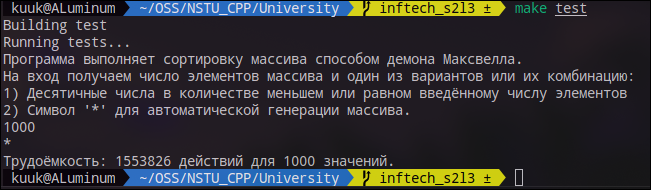 kuuk@ALuminum ~/OSS/NSTU_CPP/University inftech_s2l3 ± make test
Building test
Running tests...
Программа выполняет сортировку массива способом демона Максвелла.
На вход получаем число элементов массива и один из вариантов или их комбинацию:
1) Десятичные числа в количестве меньшем или равном введённому числу элементов
2) Символ '*' для автоматической генерации массива.
1000
*
Трудоёмкость: 1553826 действий для 1000 значений.
kuuk@ALuminum ~/OSS/NSTU_CPP/University inftech_s2l3 ±